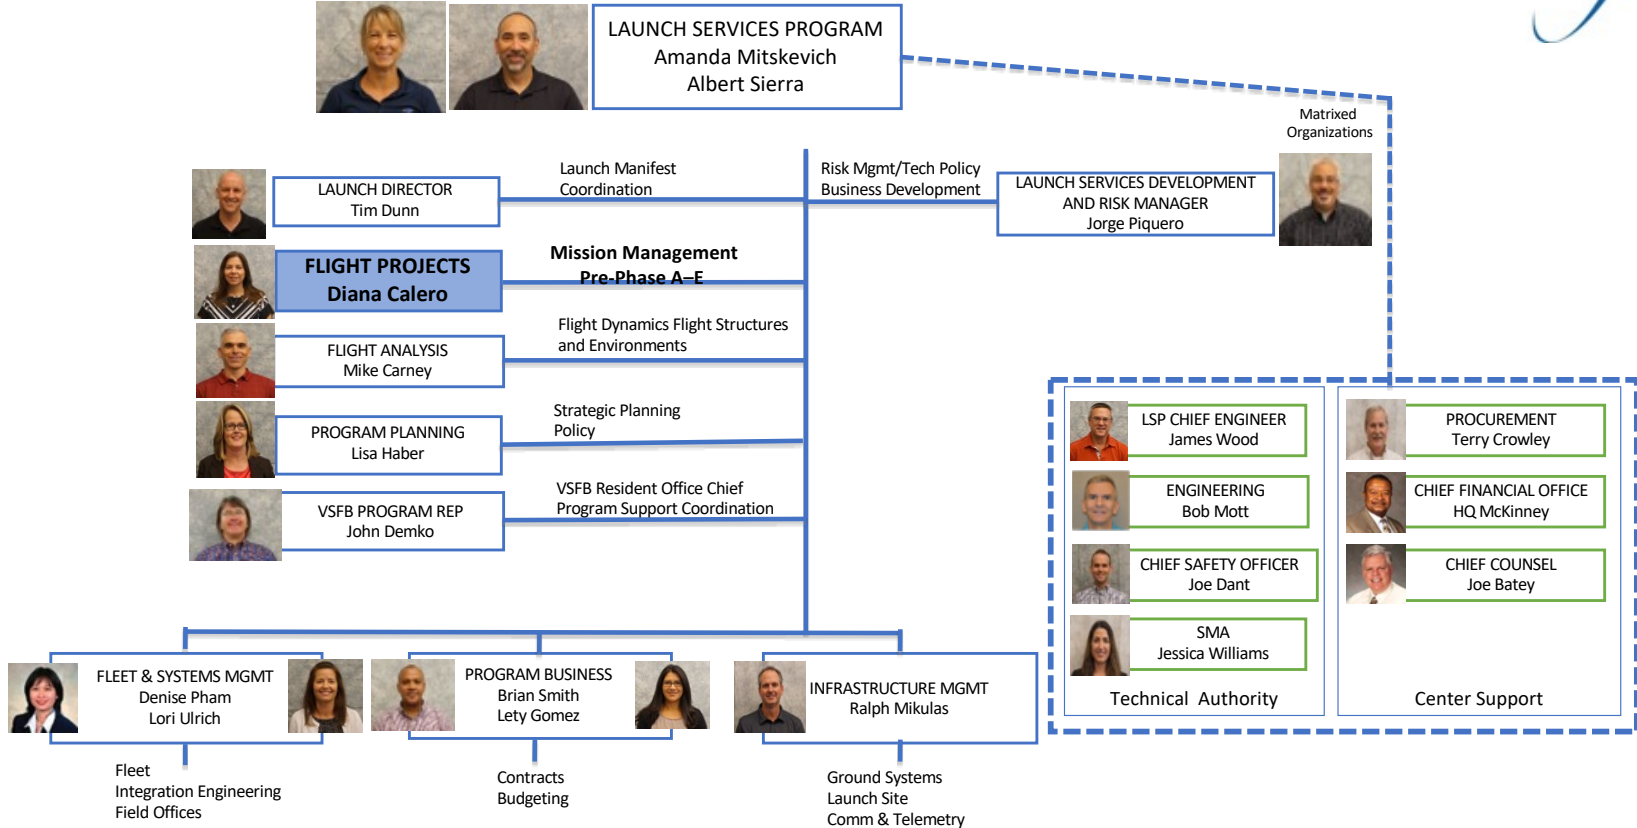 LAUNCH SERVICES PROGRAM
Amanda Mitskevich
Albert Sierra
Matrixed
Organizations
Launch Manifest
Coordination
Risk Mgmt/Tech Policy
Business Development
LAUNCH DIRECTOR
Tim Dunn
LAUNCH SERVICES DEVELOPMENT
AND RISK MANAGER
Jorge Piquero
FLIGHT PROJECTS
Diana Calero
Mission Management
Pre-Phase A–E
FLIGHT ANALYSIS
Mike Carney
Flight Dynamics Flight Structures
and Environments
PROGRAM PLANNING
Lisa Haber
Strategic Planning
Policy
VSFB PROGRAM REP
John Demko
VSFB Resident Office Chief
Program Support Coordination
LSP CHIEF ENGINEER
James Wood
ENGINEERING
Bob Mott
CHIEF SAFETY OFFICER
Joe Dant
SMA
Jessica Williams
Technical Authority
PROCUREMENT
Terry Crowley
CHIEF FINANCIAL OFFICE
HQ McKinney
CHIEF COUNSEL
Joe Batey
Center Support
FLEET & SYSTEMS MGMT
Denise Pham
Lori Ulrich
PROGRAM BUSINESS
Brian Smith
Lety Gomez
INFRASTRUCTURE MGMT
Ralph Mikulas
Fleet
Integration Engineering
Field Offices
Contracts
Budgeting
Ground Systems
Launch Site
Comm & Telemetry